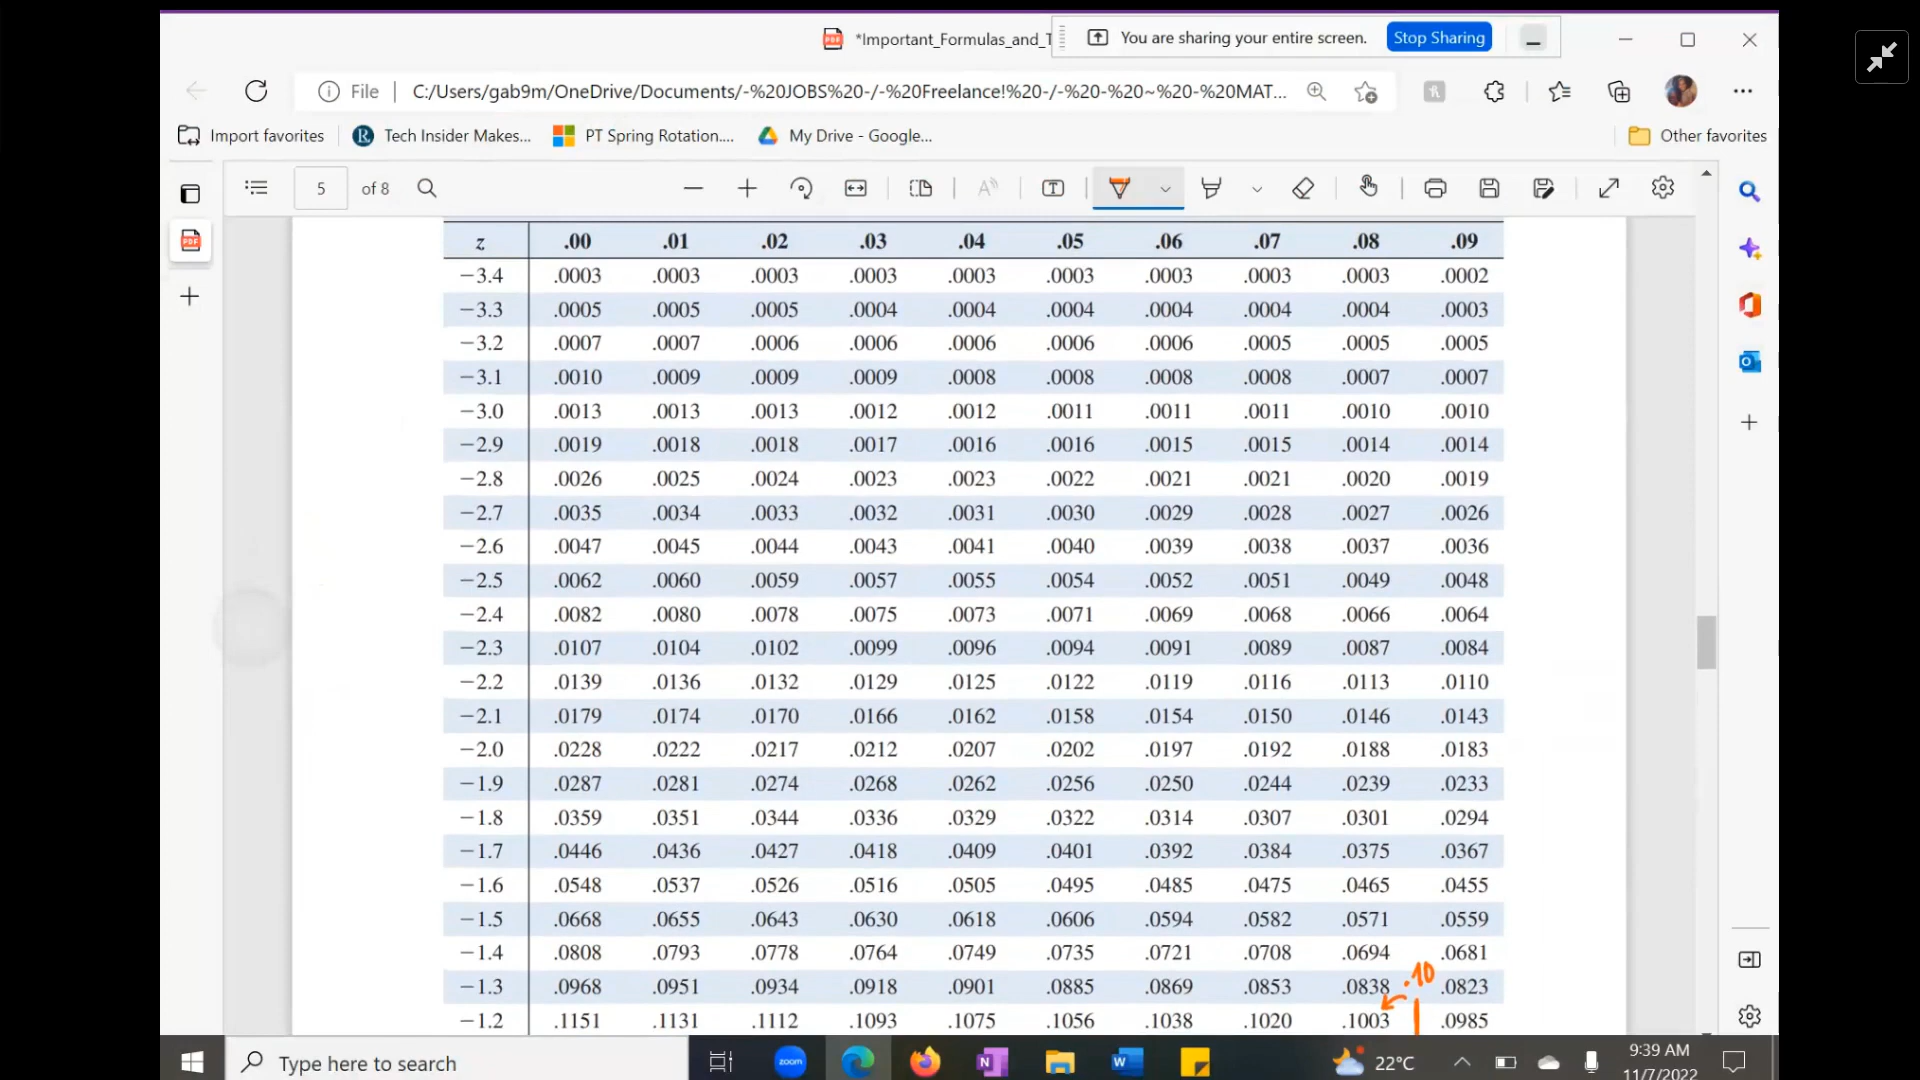 *Important_Formulas_and_T
You are sharing your entire screen. Stop Sharing
File C:/Users/gab9m/OneDrive/Documents/-%20JOBS%20-/-%20Freelance!%20-/-%20-%20~%20-%20MAT...
Import favorites Tech Insider Makes... PT Spring Rotation.... My Drive - Google... Other favorites
5 of 8
z .00 .01 .02 .03 .04 .05 .06 .07 .08 .09
−3.4 .0003 .0003 .0003 .0003 .0003 .0003 .0003 .0003 .0003 .0002
−3.3 .0005 .0005 .0005 .0004 .0004 .0004 .0004 .0004 .0004 .0003
−3.2 .0007 .0007 .0006 .0006 .0006 .0006 .0006 .0005 .0005 .0005
−3.1 .0010 .0009 .0009 .0009 .0008 .0008 .0008 .0008 .0007 .0007
−3.0 .0013 .0013 .0013 .0012 .0012 .0011 .0011 .0011 .0010 .0010
−2.9 .0019 .0018 .0018 .0017 .0016 .0016 .0015 .0015 .0014 .0014
−2.8 .0026 .0025 .0024 .0023 .0023 .0022 .0021 .0021 .0020 .0019
−2.7 .0035 .0034 .0033 .0032 .0031 .0030 .0029 .0028 .0027 .0026
−2.6 .0047 .0045 .0044 .0043 .0041 .0040 .0039 .0038 .0037 .0036
−2.5 .0062 .0060 .0059 .0057 .0055 .0054 .0052 .0051 .0049 .0048
−2.4 .0082 .0080 .0078 .0075 .0073 .0071 .0069 .0068 .0066 .0064
−2.3 .0107 .0104 .0102 .0099 .0096 .0094 .0091 .0089 .0087 .0084
−2.2 .0139 .0136 .0132 .0129 .0125 .0122 .0119 .0116 .0113 .0110
−2.1 .0179 .0174 .0170 .0166 .0162 .0158 .0154 .0150 .0146 .0143
−2.0 .0228 .0222 .0217 .0212 .0207 .0202 .0197 .0192 .0188 .0183
−1.9 .0287 .0281 .0274 .0268 .0262 .0256 .0250 .0244 .0239 .0233
−1.8 .0359 .0351 .0344 .0336 .0329 .0322 .0314 .0307 .0301 .0294
−1.7 .0446 .0436 .0427 .0418 .0409 .0401 .0392 .0384 .0375 .0367
−1.6 .0548 .0537 .0526 .0516 .0505 .0495 .0485 .0475 .0465 .0455
−1.5 .0668 .0655 .0643 .0630 .0618 .0606 .0594 .0582 .0571 .0559
−1.4 .0808 .0793 .0778 .0764 .0749 .0735 .0721 .0708 .0694 .0681
.10
−1.3 .0968 .0951 .0934 .0918 .0901 .0885 .0869 .0853 .0838 .0823
−1.2 .1151 .1131 .1112 .1093 .1075 .1056 .1038 .1020 .1003 .0985
Type here to search zoom 22°C 9:39 AM
11/7/2022